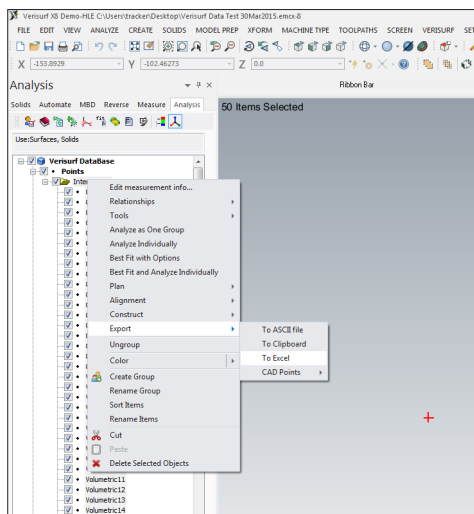 Verisurf X8 Demo-HLE C:\Users\tracker\Desktop\Verisurf Data Test 30Mar2015.emcx-8
FILE EDIT VIEW ANALYZE CREATE SOLIDS MODEL PREP XFORM MACHINE TYPE TOOLPATHS SCREEN VERISURF SET
X -153.8929 Y -102.46273 Z 0.0
Analysis
Ribbon Bar
Solids Automate MBD Reverse Measure Analysis
50 Items Selected
Use:Surfaces, Solids
Verisurf DataBase
Points
Inte
Edit measurement info...
Relationships
Tools
Analyze as One Group
Analyze Individually
Best Fit with Options
Best Fit and Analyze Individually
Plan
Alignment
Construct
Export
To ASCII file
To Clipboard
To Excel
CAD Points
Ungroup
Color
Create Group
Rename Group
Sort Items
Rename Items
Cut
Paste
Delete Selected Objects
Volumetric11
Volumetric12
Volumetric13
Volumetric14